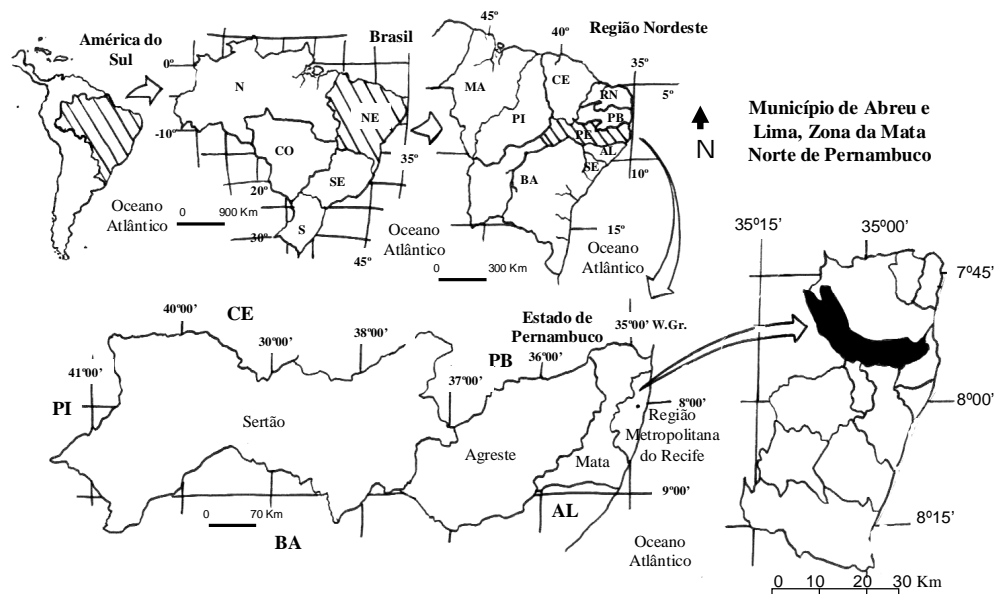 América do
Sul
Brasil
Região Nordeste
0º
-10º
20º
30º
45º
35º
N
NE
CO
SE
S
Oceano
Atlântico
0 900 Km
Oceano
Atlântico
45º
40º
35º
5º
10º
15º
MA
CE
RN
PB
PI
PE
AL
SE
BA
Oceano
Atlântico
0 300 Km
N
Município de Abreu e
Lima, Zona da Mata
Norte de Pernambuco
35º15’
35º00’
7º45’
8º00’
8º15’
0 10 20 30 Km
Estado de
Pernambuco
CE
PB
PI
BA
AL
41º00’
40º00’
30º00’
38º00’
37º00’
36º00’
35º00’ W.Gr.
8º00’
9º00’
Sertão
Agreste
Mata
Região
Metropolitana
do Recife
0 70 Km
Oceano
Atlântico